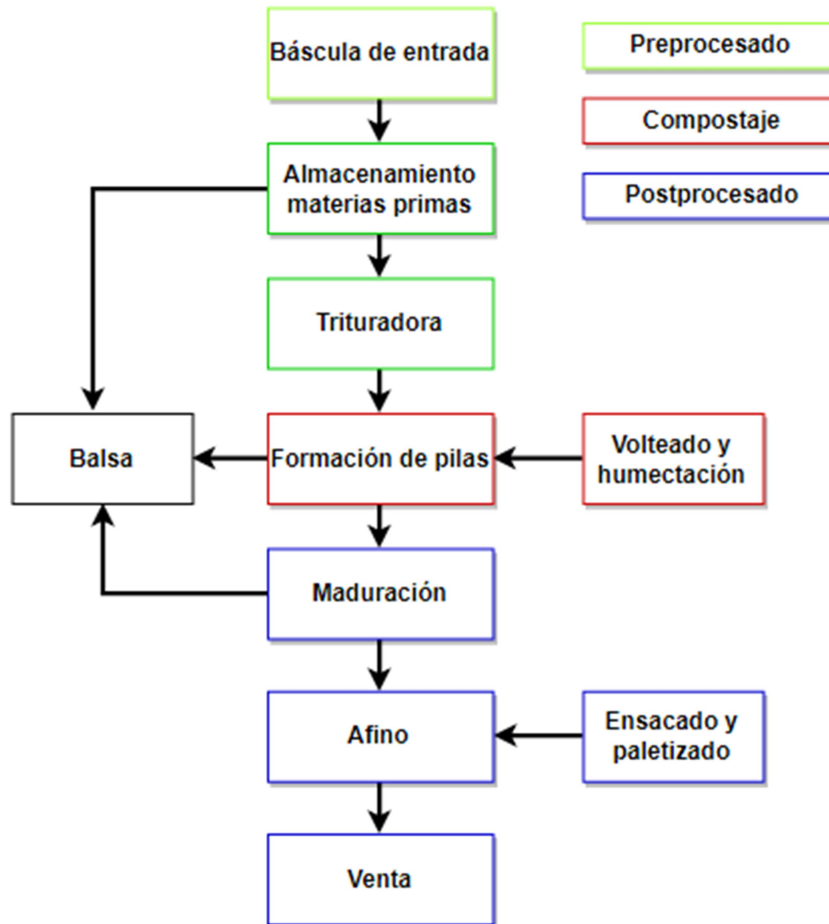 Báscula de entrada
Preprocesado
Compostaje
Almacenamiento
materias primas
Postprocesado
Trituradora
Balsa
Formación de pilas
Volteado y
humectación
Maduración
Afino
Ensacado y
paletizado
Venta